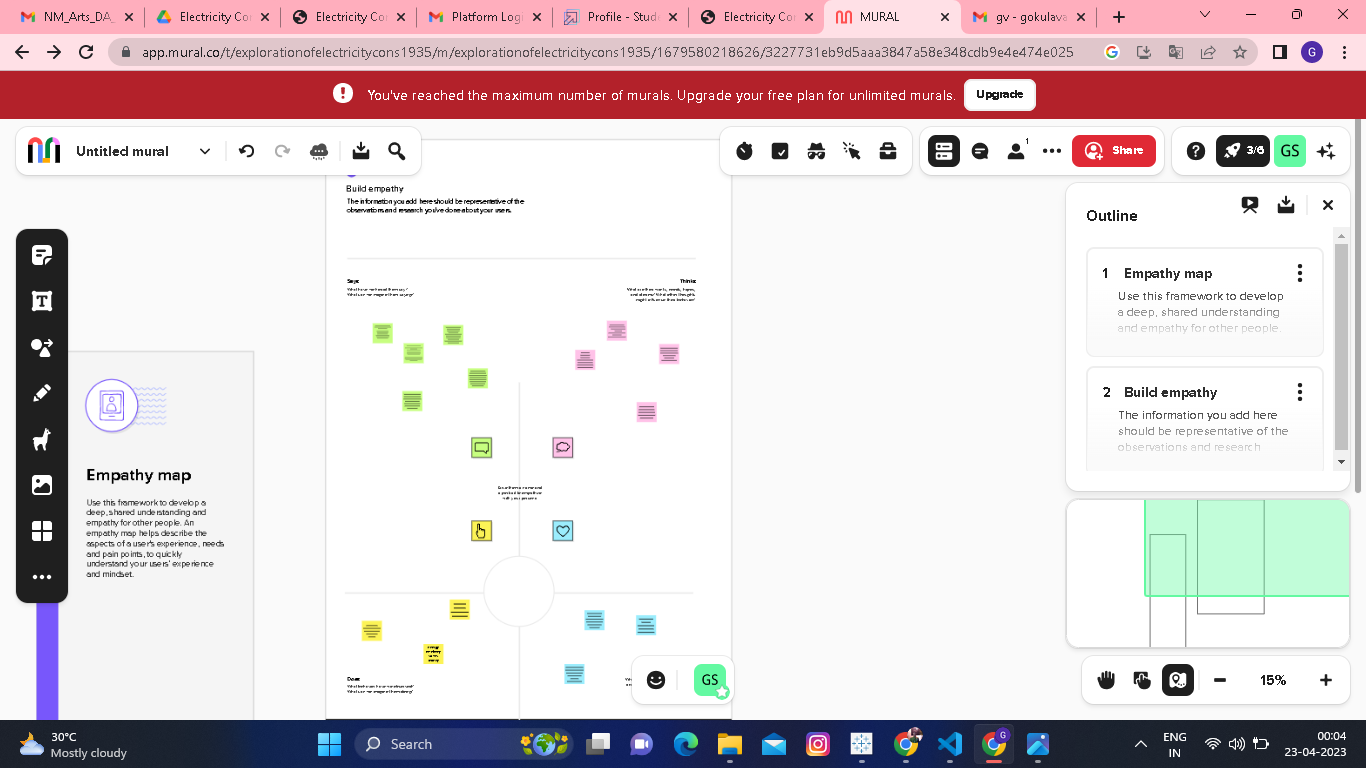 NM_Arts_DA_
Electricity Co
Electricity Co
Platform Logi
Profile - Stud
Electricity Co
MURAL
gv - gokulava
app.mural.co/t/explorationofelectricitycons1935/m/explorationofelectricitycons1935/1679580218626/3227731eb9d5aaa3847a58e348cdb9e4e474e025
G
You've reached the maximum number of murals. Upgrade your free plan for unlimited murals.
Upgrade
Untitled mural
1
Share
3/6
GS
Build empathy
The information you add here should be representative of the
observations and research you've done about your users.
Says
Thinks
Does
Empathy map
Use this framework to develop a
deep, shared understanding and
empathy for other people. An
empathy map helps describe the
aspects of a user's experience, needs
and pain points, to quickly
understand your users' experience
and mindset.
Outline
1 Empathy map
Use this framework to develop
a deep, shared understanding
and empathy for other people.
2 Build empathy
The information you add here
should be representative of the
observations and research
GS
15%
30°C
Mostly cloudy
Search
G
ENG
IN
00:04
23-04-2023